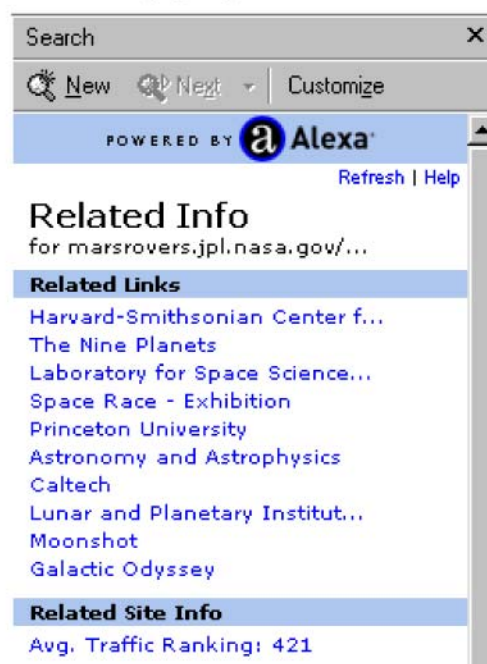 Search
New Next Customize
POWERED BY a Alexa
Refresh | Help
Related Info
for marsrovers.jpl.nasa.gov/...
Related Links
Harvard-Smithsonian Center f...
The Nine Planets
Laboratory for Space Science...
Space Race - Exhibition
Princeton University
Astronomy and Astrophysics
Caltech
Lunar and Planetary Institut...
Moonshot
Galactic Odyssey
Related Site Info
Avg. Traffic Ranking: 421